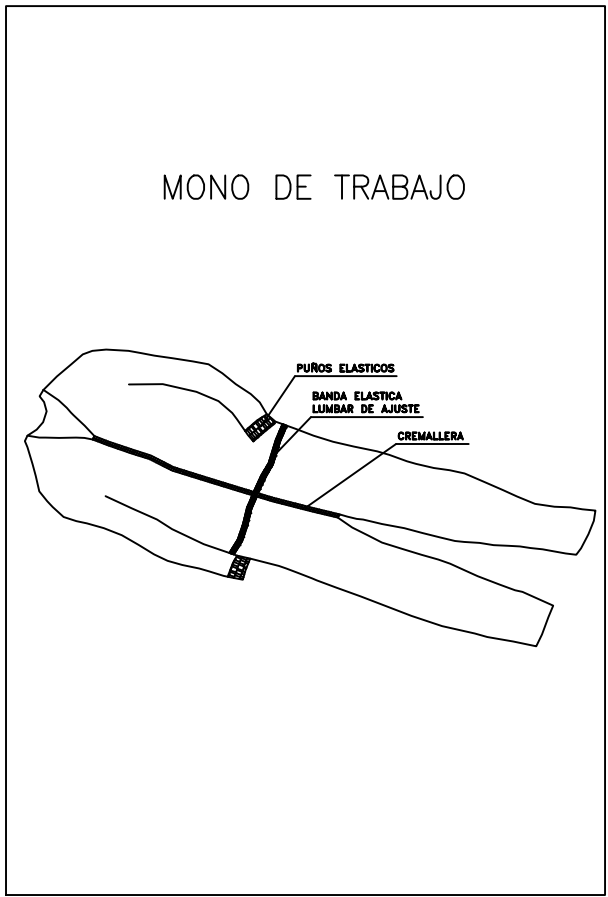 MONO DE TRABAJO
PUÑOS ELASTICOS
BANDA ELASTICA
LUMBAR DE AJUSTE
CREMALLERA